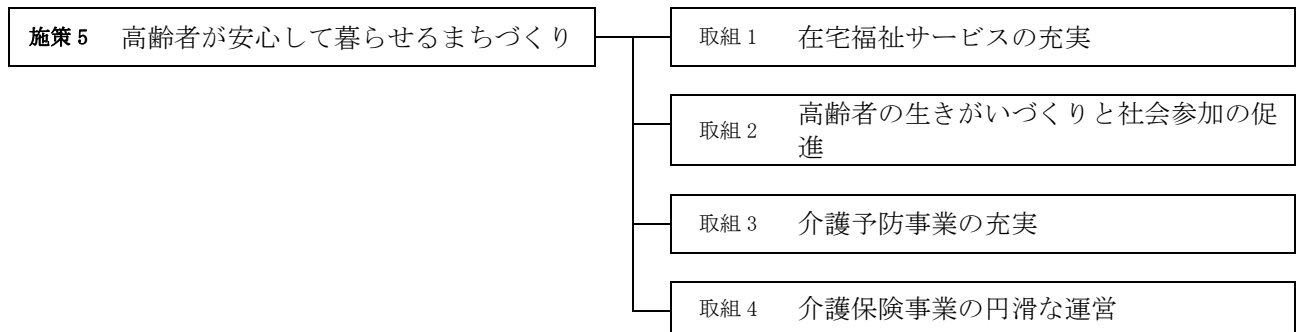 施策5 高齢者が安心して暮らせるまちづくり
取組1 在宅福祉サービスの充実
取組2 高齢者の生きがいづくりと社会参加の促
進
取組3 介護予防事業の充実
取組4 介護保険事業の円滑な運営